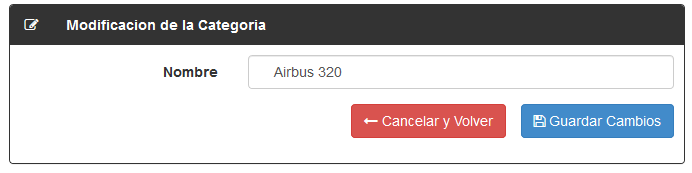 Modificacion de la Categoria
Nombre
Airbus 320
Cancelar y Volver
Guardar Cambios